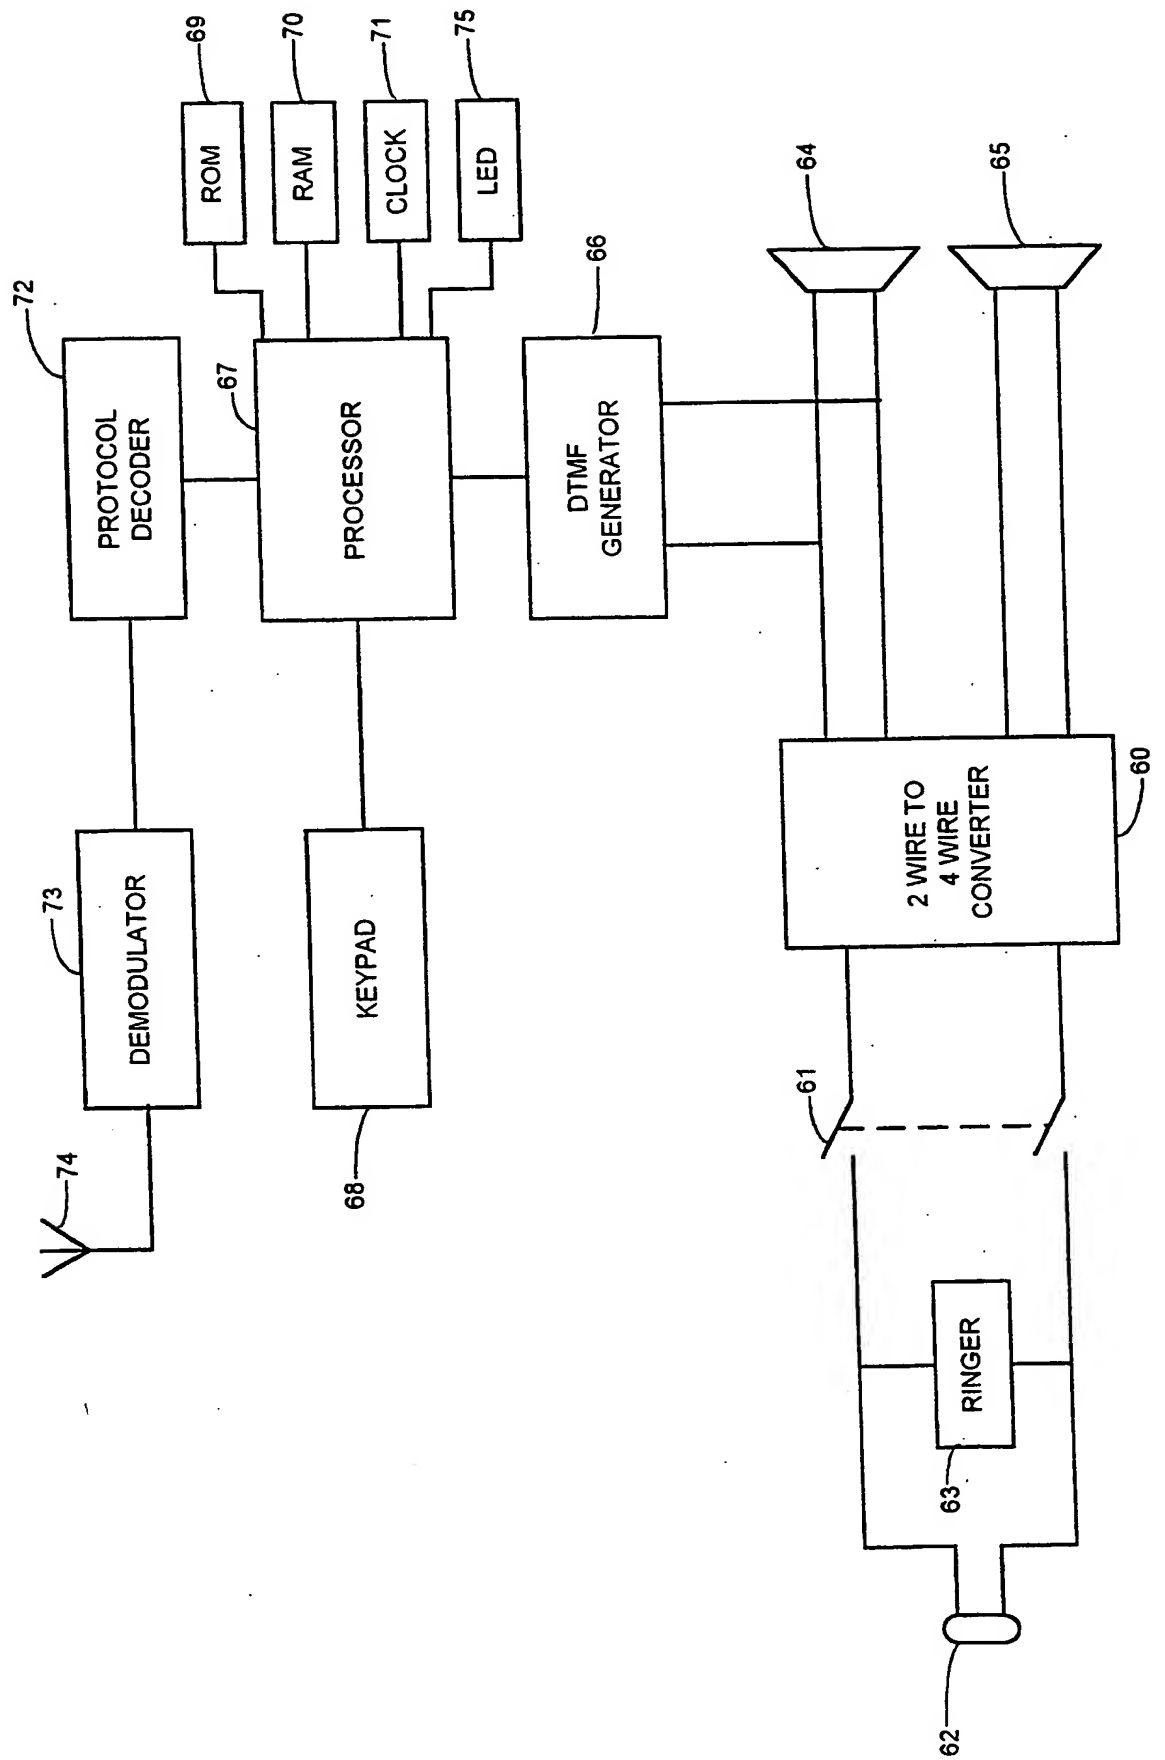 74
73
DEMODULATOR
72
PROTOCOL
DECODER
69
ROM
70
RAM
71
CLOCK
75
LED
68
KEYPAD
67
PROCESSOR
66
DTMF
GENERATOR
61
64
65
2 WIRE TO
4 WIRE
CONVERTER
60
63
RINGER
62